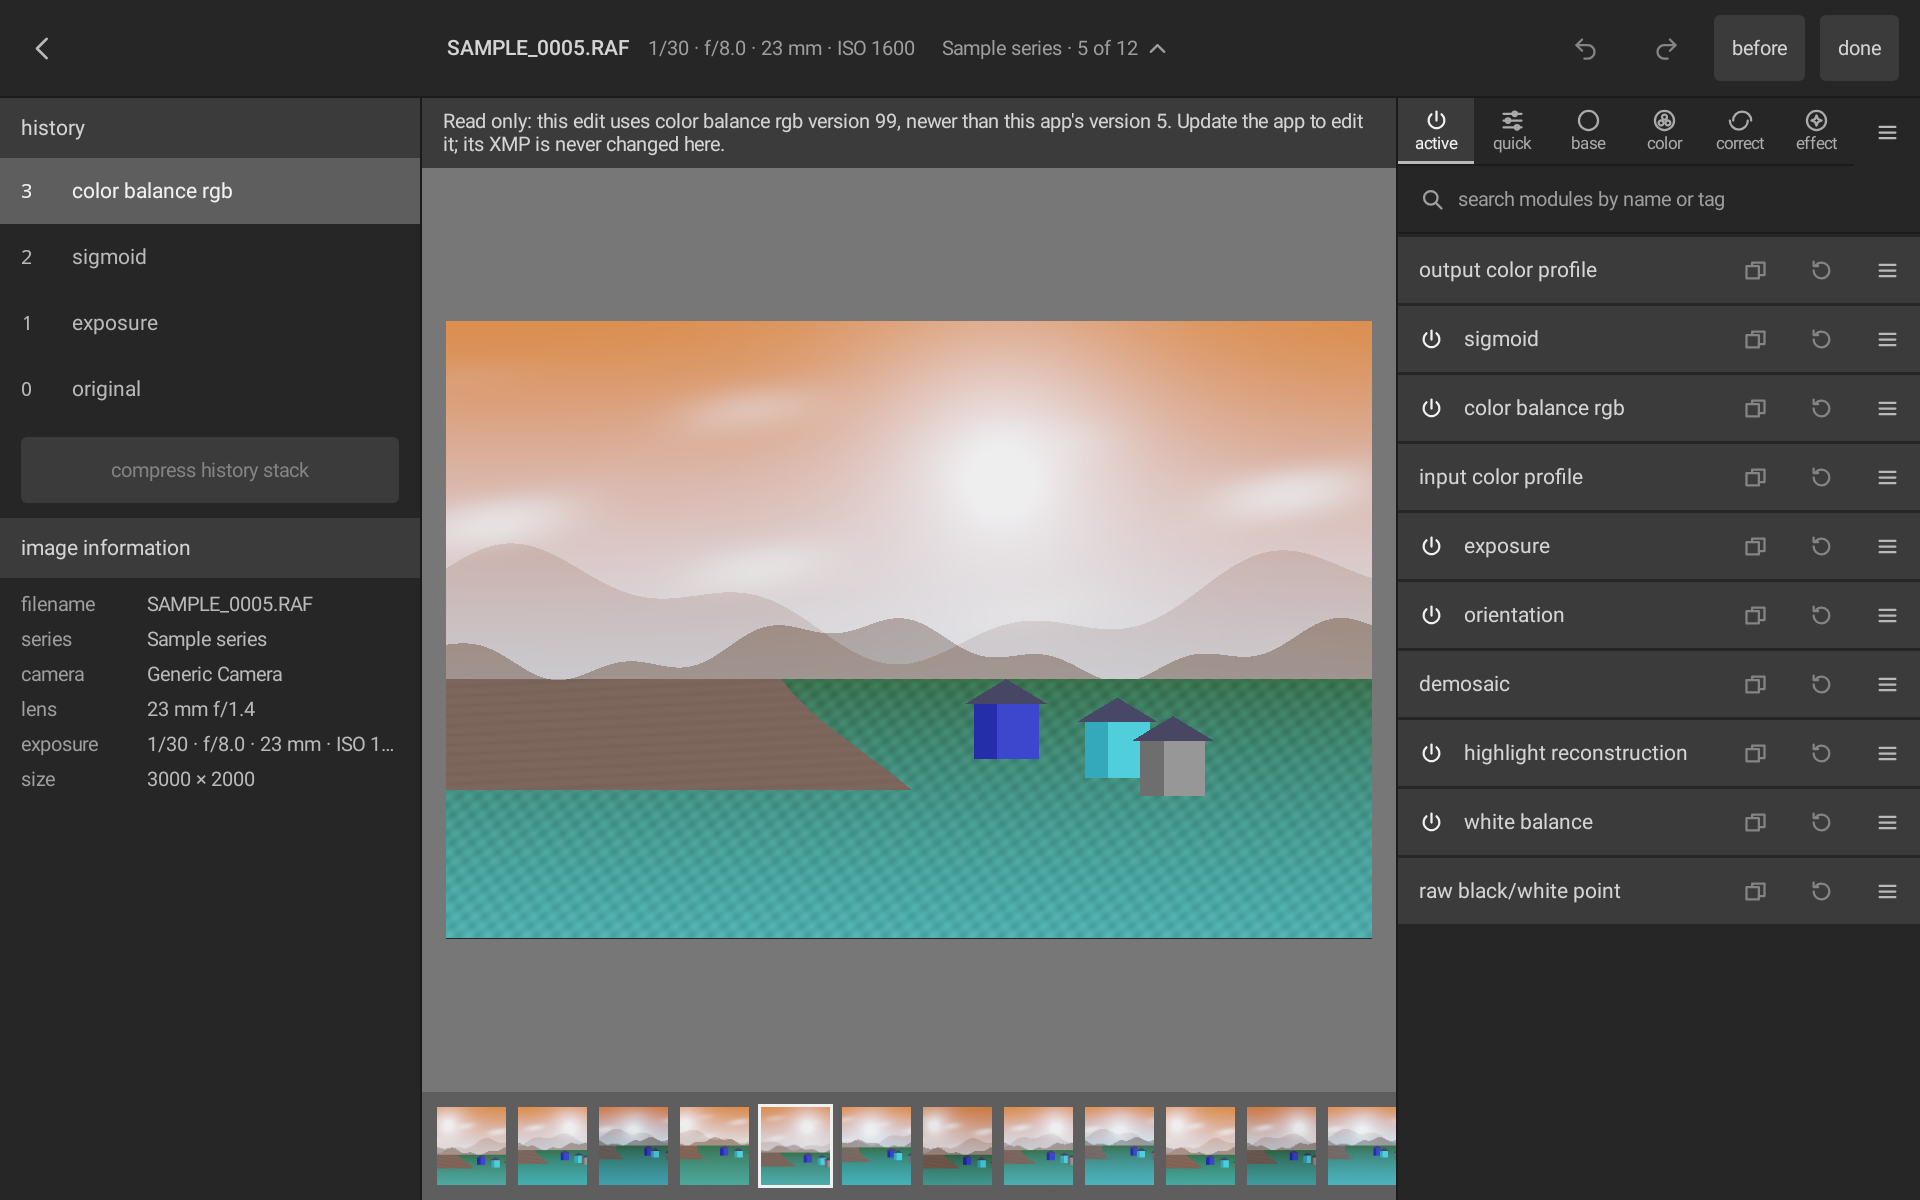 SAMPLE_0005.RAF 1/30 · f/8.0 · 23 mm · ISO 1600 Sample series · 5 of 12
before
done
history
3 color balance rgb
2 sigmoid
1 exposure
0 original
compress history stack
image information
filename SAMPLE_0005.RAF
series Sample series
camera Generic Camera
lens 23 mm f/1.4
exposure 1/30 · f/8.0 · 23 mm · ISO 1...
size 3000 × 2000
Read only: this edit uses color balance rgb version 99, newer than this app's version 5. Update the app to edit
it; its XMP is never changed here.
active quick base color correct effect
search modules by name or tag
output color profile
sigmoid
color balance rgb
input color profile
exposure
orientation
demosaic
highlight reconstruction
white balance
raw black/white point